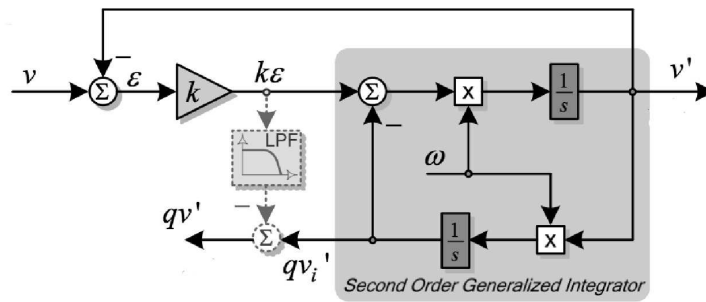 v
−
Σ
ε
k
kε
Σ
−
x
1
s
v'
LPF
ω
−
qv'
Σ
qv_i'
1
s
x
Second Order Generalized Integrator